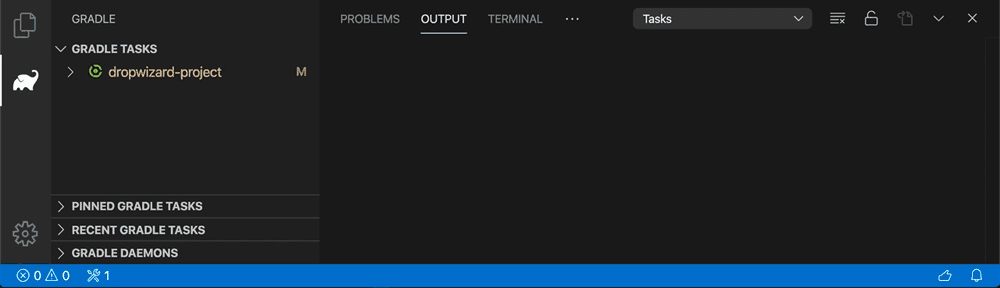 GRADLE
GRADLE TASKS
dropwizard-project M
PINNED GRADLE TASKS
RECENT GRADLE TASKS
GRADLE DAEMONS
PROBLEMS OUTPUT TERMINAL ··· Tasks
0 0 1